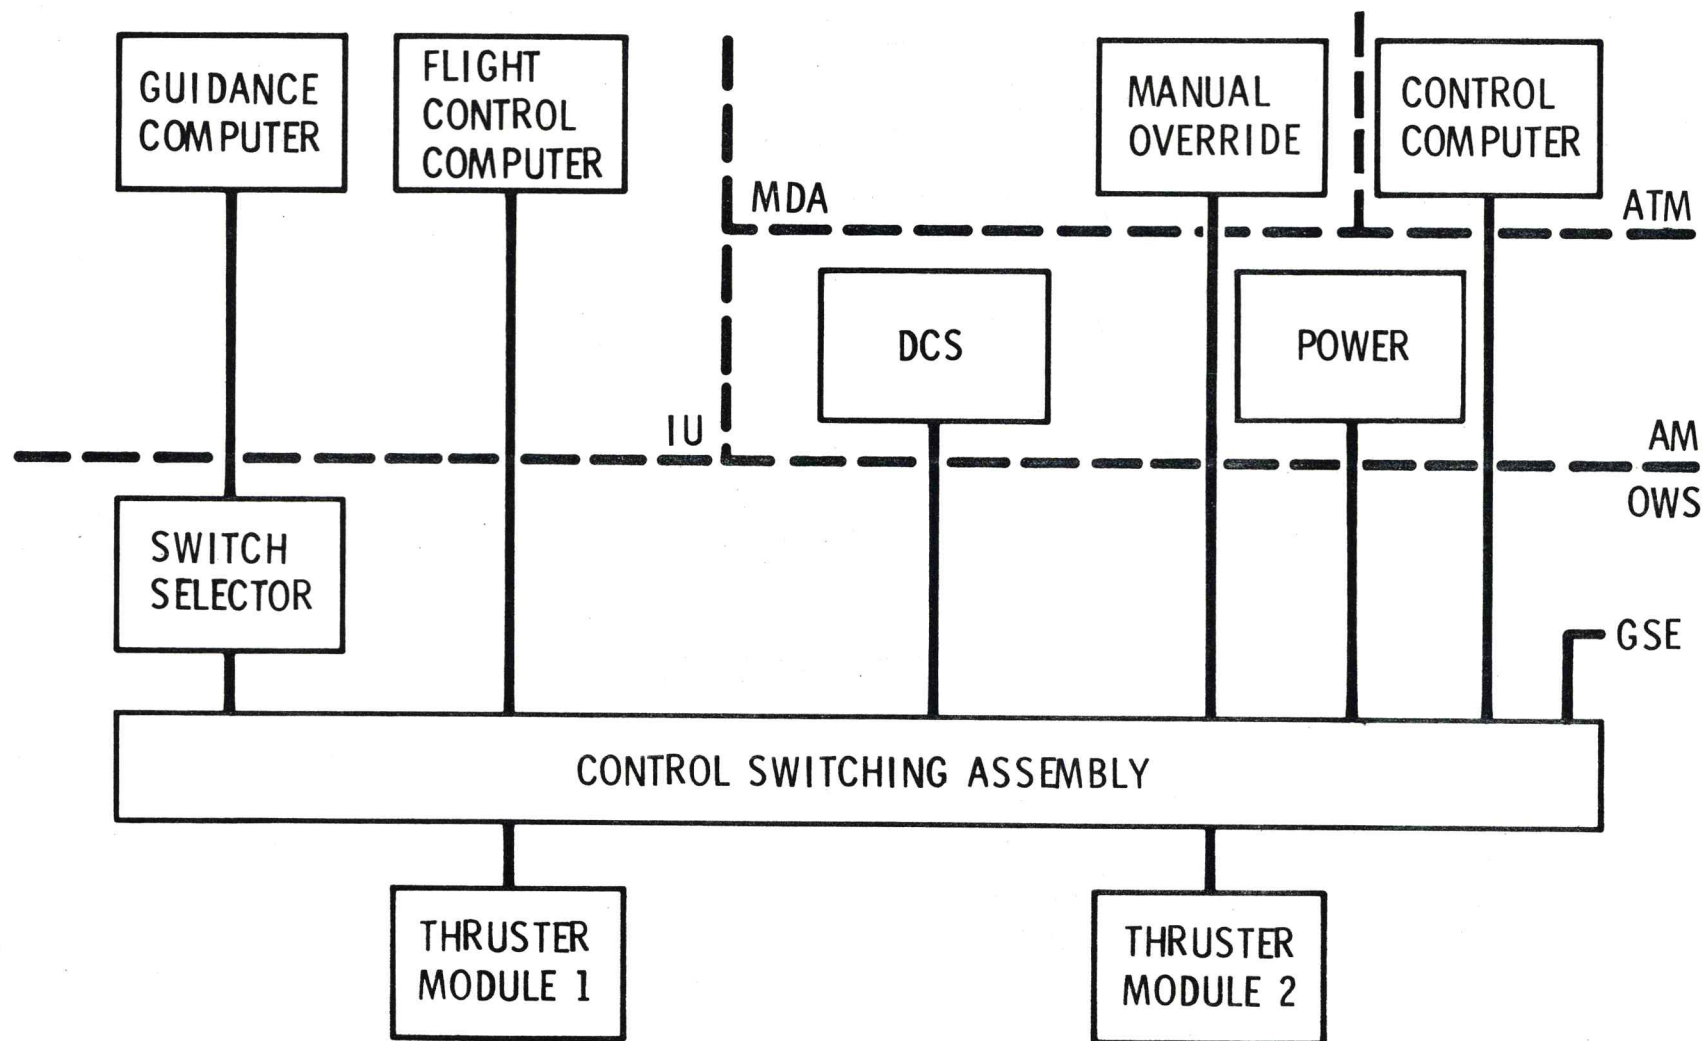 GUIDANCE
COMPUTER
FLIGHT
CONTROL
COMPUTER
MANUAL
OVERRIDE
CONTROL
COMPUTER
MDA
ATM
DCS
POWER
IU
AM
OWS
SWITCH
SELECTOR
GSE
CONTROL SWITCHING ASSEMBLY
THRUSTER
MODULE 1
THRUSTER
MODULE 2